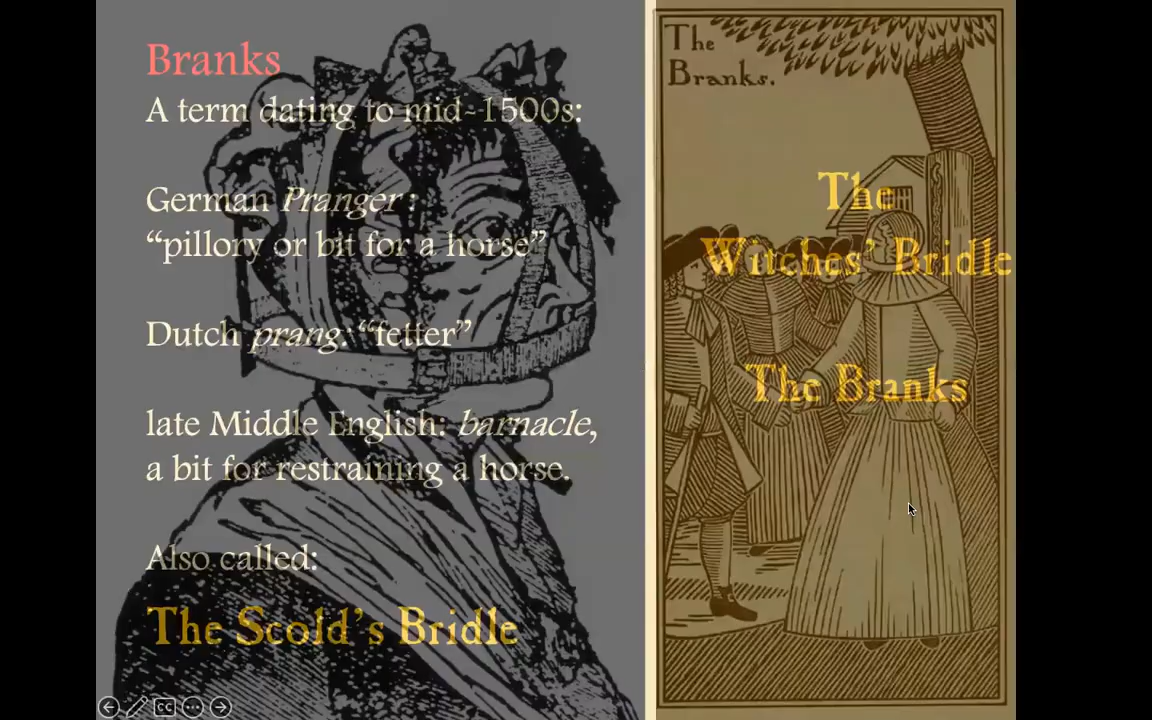 Branks
A term dating to mid-1500s:
German Pranger :
“pillory or bit for a horse”
Dutch prang: “fetter”
late Middle English: barnacle,
a bit for restraining a horse.
Also called:
The Scold’s Bridle
The
Branks.
The
Witches’ Bridle
The Branks
CC